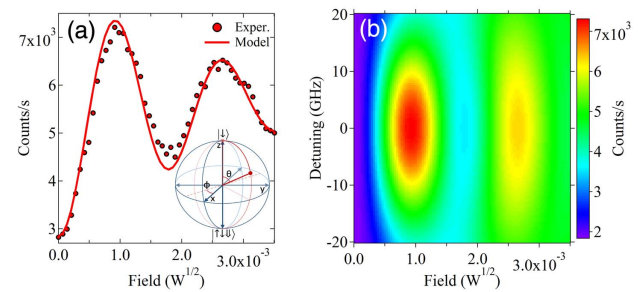 (a)
Exper.
Model
7x10³
6
5
4
3
Counts/s
0.0
1.0
2.0
3.0x10⁻³
Field (W^1/2)
|↓⟩
z
θ
Φ
x
y
|↑↓⇓⟩
(b)
20
10
0
-10
-20
Detuning (GHz)
0.0
1.0
2.0
3.0x10⁻³
Field (W^1/2)
7x10³
6
5
4
3
2
Counts/s